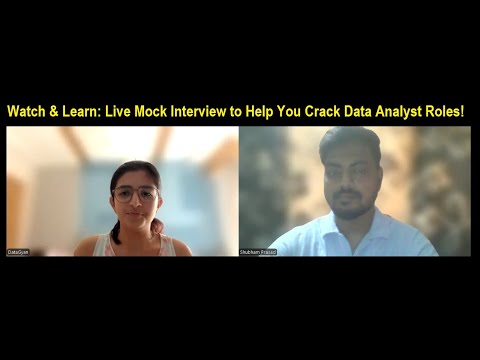 Watch & Learn: Live Mock Interview to Help You Crack Data Analyst Roles!
DataGyan
Shubham Prasad